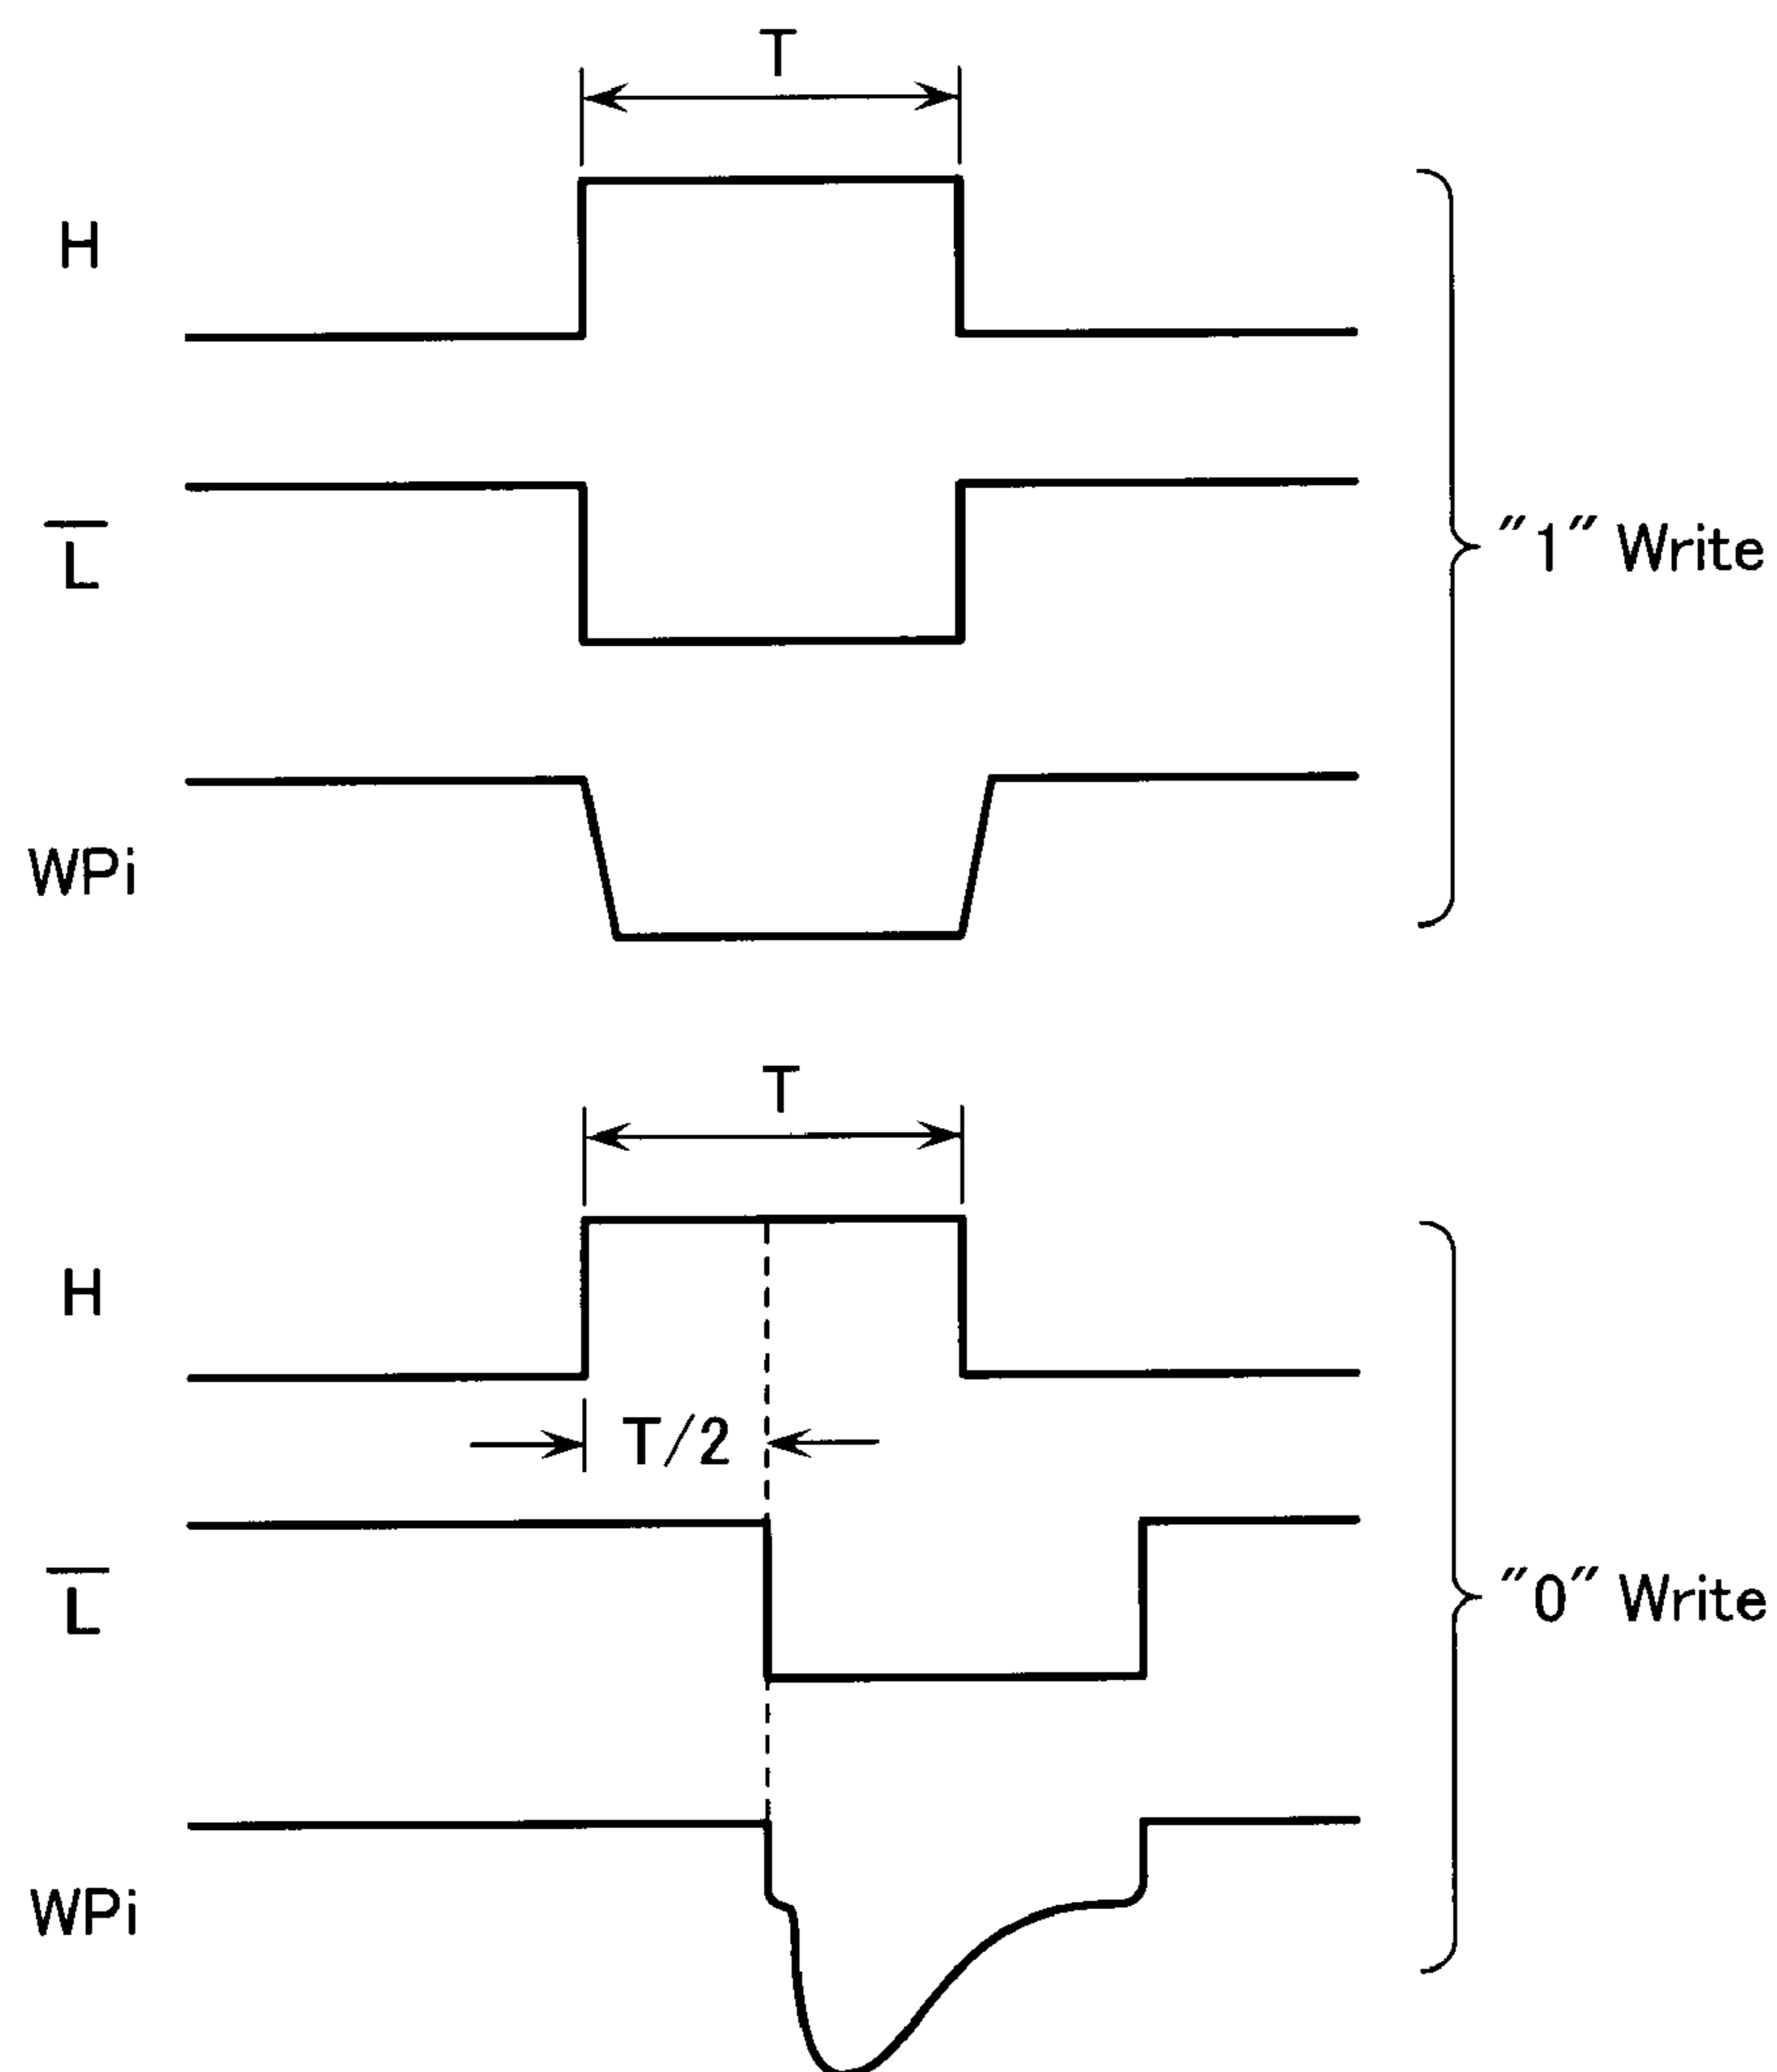 T
H
L̅
"1" Write
WPi
T
H
T/2
L̅
"0" Write
WPi